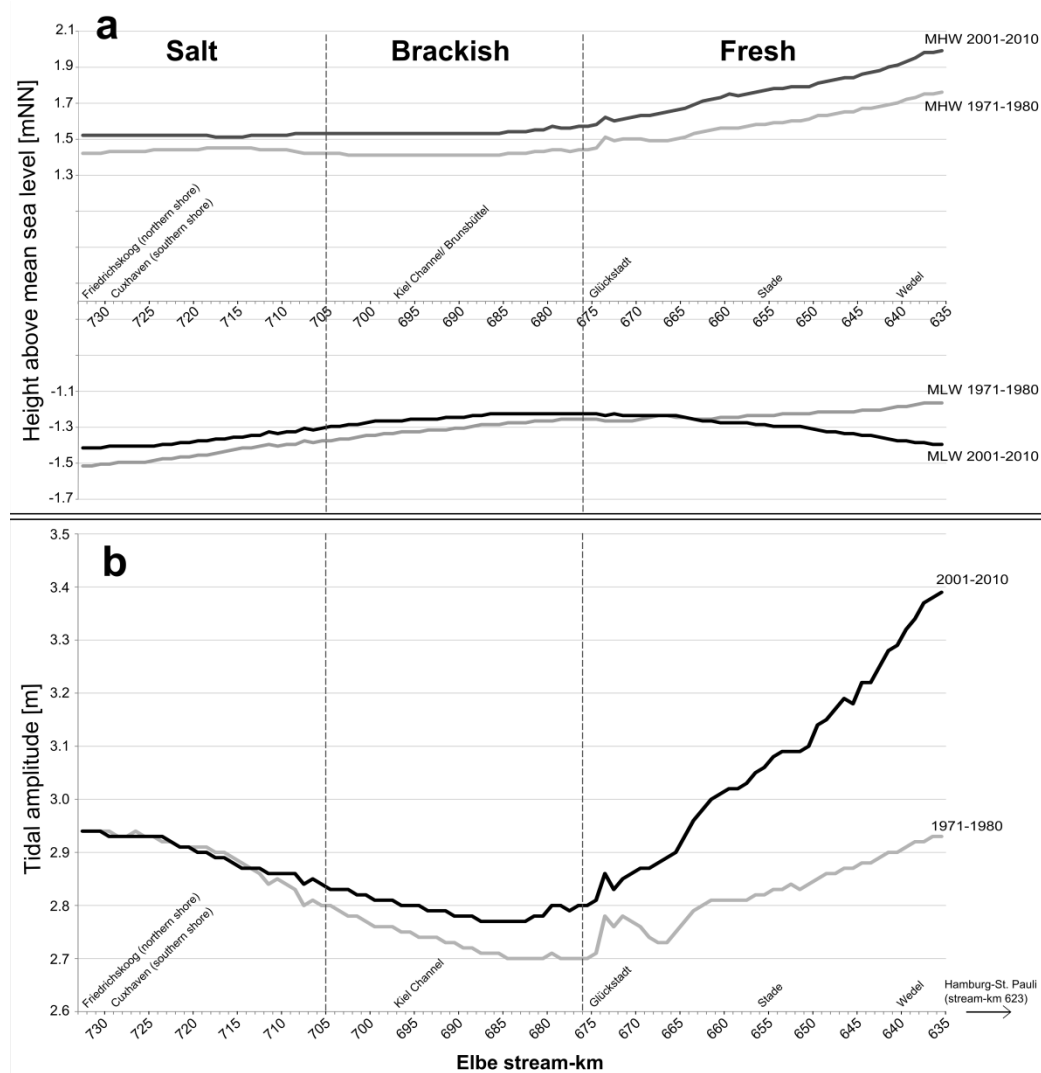 a
Salt
Brackish
Fresh
Height above mean sea level [mNN]
2.1
1.9
1.7
1.5
1.3
-1.1
-1.3
-1.5
-1.7
MHW 2001-2010
MHW 1971-1980
Friedrichskoog (northern shore)
Cuxhaven (southern shore)
Kiel Channel/ Brunsbüttel
Glückstadt
Stade
Wedel
730 725 720 715 710 705 700 695 690 685 680 675 670 665 660 655 650 645 640 635
MLW 1971-1980
MLW 2001-2010
b
Tidal amplitude [m]
3.5
3.4
3.3
3.2
3.1
3.0
2.9
2.8
2.7
2.6
2001-2010
1971-1980
Friedrichskoog (northern shore)
Cuxhaven (southern shore)
Kiel Channel
Glückstadt
Stade
Wedel
Hamburg-St. Pauli
(stream-km 623)
730 725 720 715 710 705 700 695 690 685 680 675 670 665 660 655 650 645 640 635
Elbe stream-km